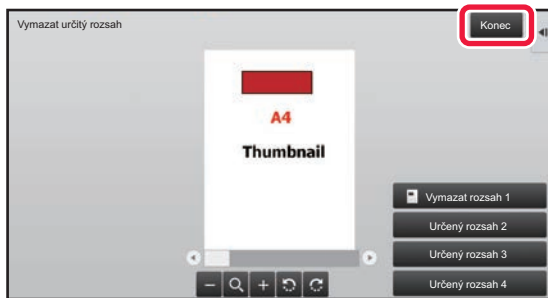 Vymazat určitý rozsah
Konec
A4
Thumbnail
Vymazat rozsah 1
Určený rozsah 2
Určený rozsah 3
Určený rozsah 4